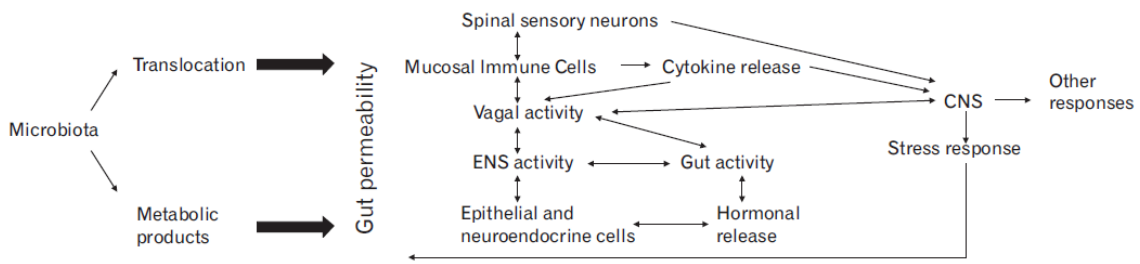 Spinal sensory neurons
Translocation
Mucosal Immune Cells
Cytokine release
Other
responses
CNS
Vagal activity
Microbiota
Gut permeability
Stress response
ENS activity
Gut activity
Metabolic
products
Epithelial and
neuroendocrine cells
Hormonal
release